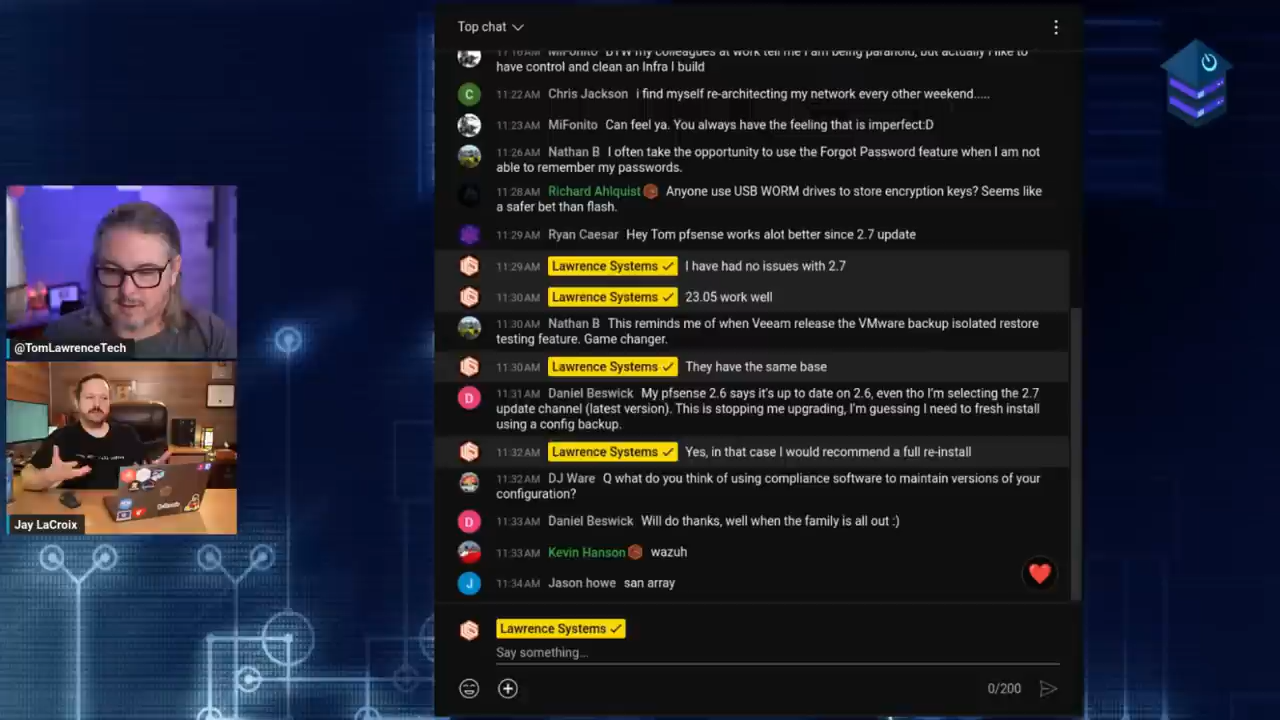 Top chat
11:16 AM MiFonito BTW my colleagues at work tell me I am being paranoid, but actually I like to
have control and clean an Infra I build
11:22 AM Chris Jackson i find myself re-architecting my network every other weekend.....
11:23 AM MiFonito Can feel ya. You always have the feeling that is imperfect:D
11:26 AM Nathan B I often take the opportunity to use the Forgot Password feature when I am not
able to remember my passwords.
11:28 AM Richard Ahlquist Anyone use USB WORM drives to store encryption keys? Seems like
a safer bet than flash.
11:29 AM Ryan Caesar Hey Tom pfsense works alot better since 2.7 update
11:29 AM Lawrence Systems ✓ I have had no issues with 2.7
11:30 AM Lawrence Systems ✓ 23.05 work well
11:30 AM Nathan B This reminds me of when Veeam release the VMware backup isolated restore
testing feature. Game changer.
11:30 AM Lawrence Systems ✓ They have the same base
D 11:31 AM Daniel Beswick My pfsense 2.6 says it's up to date on 2.6, even tho I'm selecting the 2.7
update channel (latest version). This is stopping me upgrading, I'm guessing I need to fresh install
using a config backup.
11:32 AM Lawrence Systems ✓ Yes, in that case I would recommend a full re-install
11:32 AM DJ Ware Q what do you think of using compliance software to maintain versions of your
configuration?
D 11:33 AM Daniel Beswick Will do thanks, well when the family is all out :)
11:33 AM Kevin Hanson wazuh
J 11:34 AM Jason howe san array
Lawrence Systems ✓
Say something...
0/200
@TomLawrenceTech
Jay LaCroix